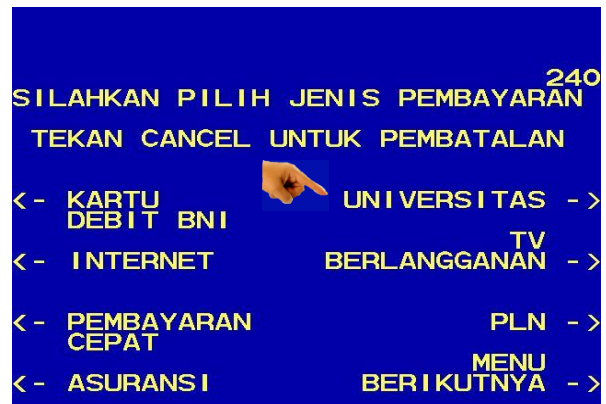 240
SILAHKAN PILIH JENIS PEMBAYARAN
TEKAN CANCEL UNTUK PEMBATALAN
<- KARTU
DEBIT BNI
UNIVERSITAS ->
<- INTERNET
TV
BERLANGGANAN ->
<- PEMBAYARAN
CEPAT
PLN ->
<- ASURANSI
MENU
BERIKUTNYA ->